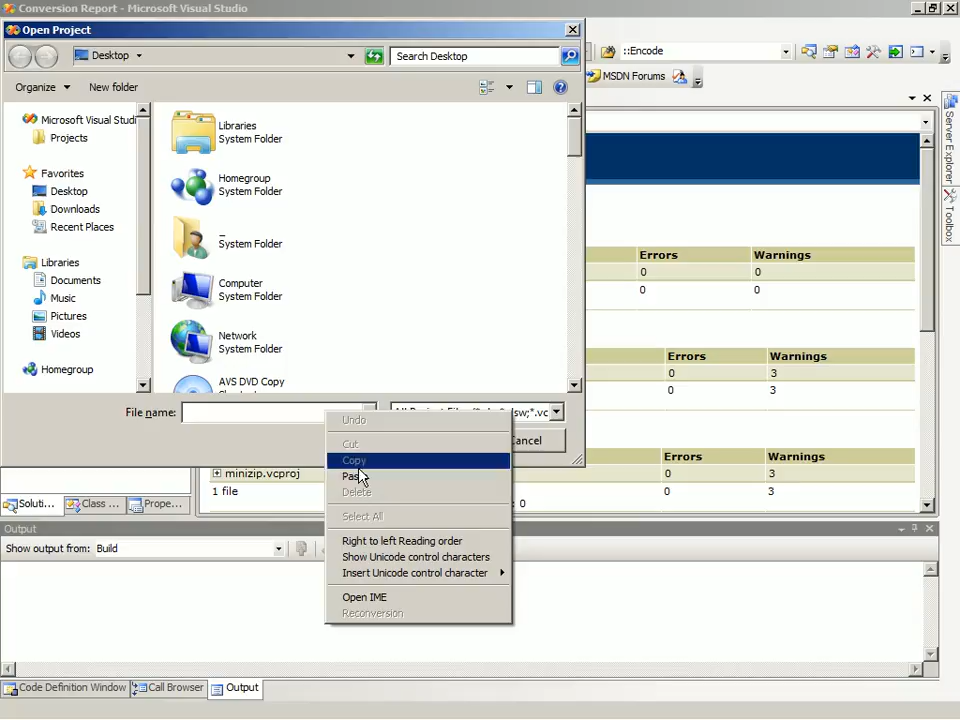 Conversion Report - Microsoft Visual Studio
Open Project
Desktop
Search Desktop
::Encode
Organize
New folder
MSDN Forums
Microsoft Visual Studi
Projects
Favorites
Desktop
Downloads
Recent Places
Libraries
Documents
Music
Pictures
Videos
Homegroup
Libraries
System Folder
Homegroup
System Folder
_
System Folder
Computer
System Folder
Network
System Folder
AVS DVD Copy
File name:
Cancel
Undo
Cut
Copy
Delete
Select All
Right to left Reading order
Show Unicode control characters
Insert Unicode control character
Open IME
Reconversion
Errors Warnings
0 0
0 0
Errors Warnings
0 3
0 3
Errors Warnings
minizip.vcproj 0 3
1 file 0 3
: 0
Server Explorer
Toolbox
Soluti...
Class ...
Prope...
Output
Show output from: Build
Code Definition Window
Call Browser
Output